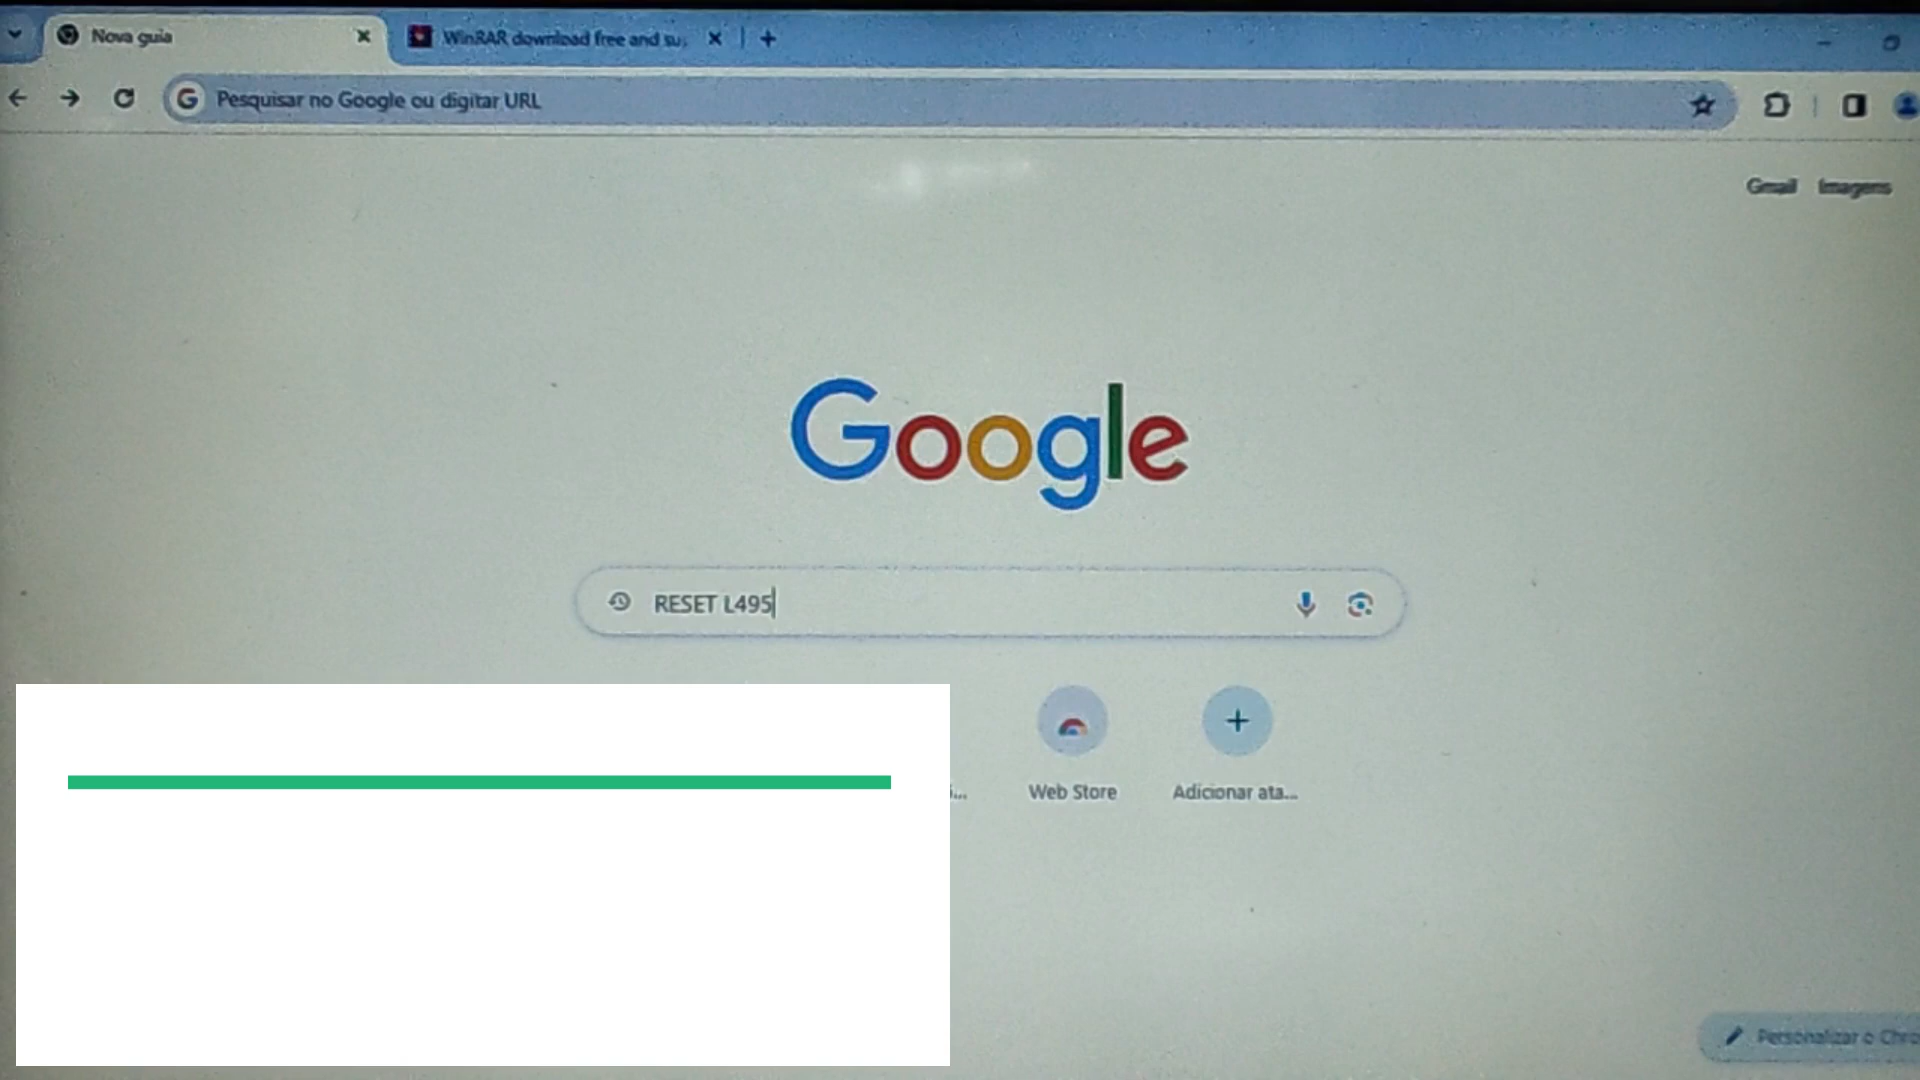 Nova guia
WinRAR download free and su
Pesquisar no Google ou digitar URL
Gmail Imagens
Google
RESET L495
Web Store
Adicionar ata...
Personalizar o Chro